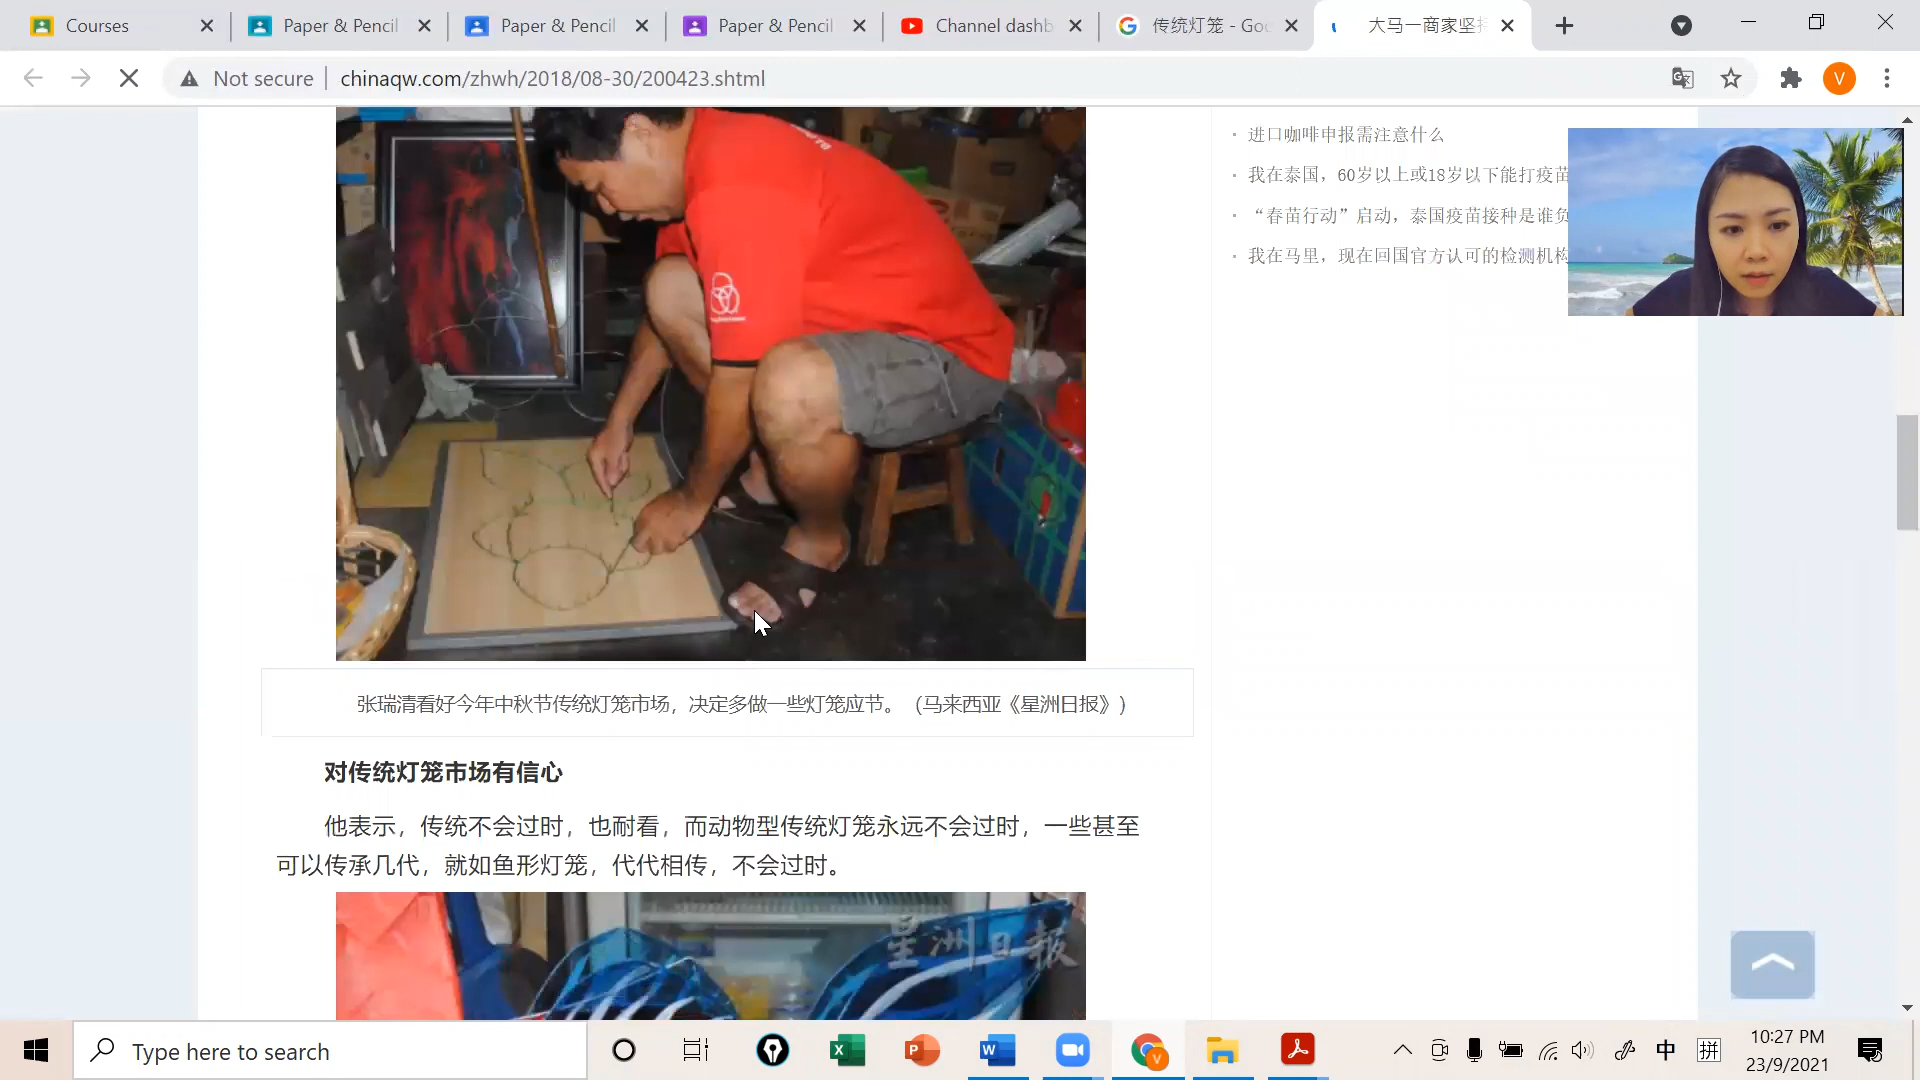 Courses
Paper & Pencil
Paper & Pencil
Paper & Pencil
Channel dashb
传统灯笼 - Goo
大马一商家坚持
Not secure
chinaqw.com/zhwh/2018/08-30/200423.shtml
V
· 进口咖啡申报需注意什么
· 我在泰国，60岁以上或18岁以下能打疫苗
· “春苗行动”启动，泰国疫苗接种是谁负
· 我在马里，现在回国官方认可的检测机构
张瑞清看好今年中秋节传统灯笼市场，决定多做一些灯笼应节。（马来西亚《星洲日报》）
对传统灯笼市场有信心
他表示，传统不会过时，也耐看，而动物型传统灯笼永远不会过时，一些甚至
可以传承几代，就如鱼形灯笼，代代相传，不会过时。
星洲日报
Type here to search
中
拼
10:27 PM
23/9/2021